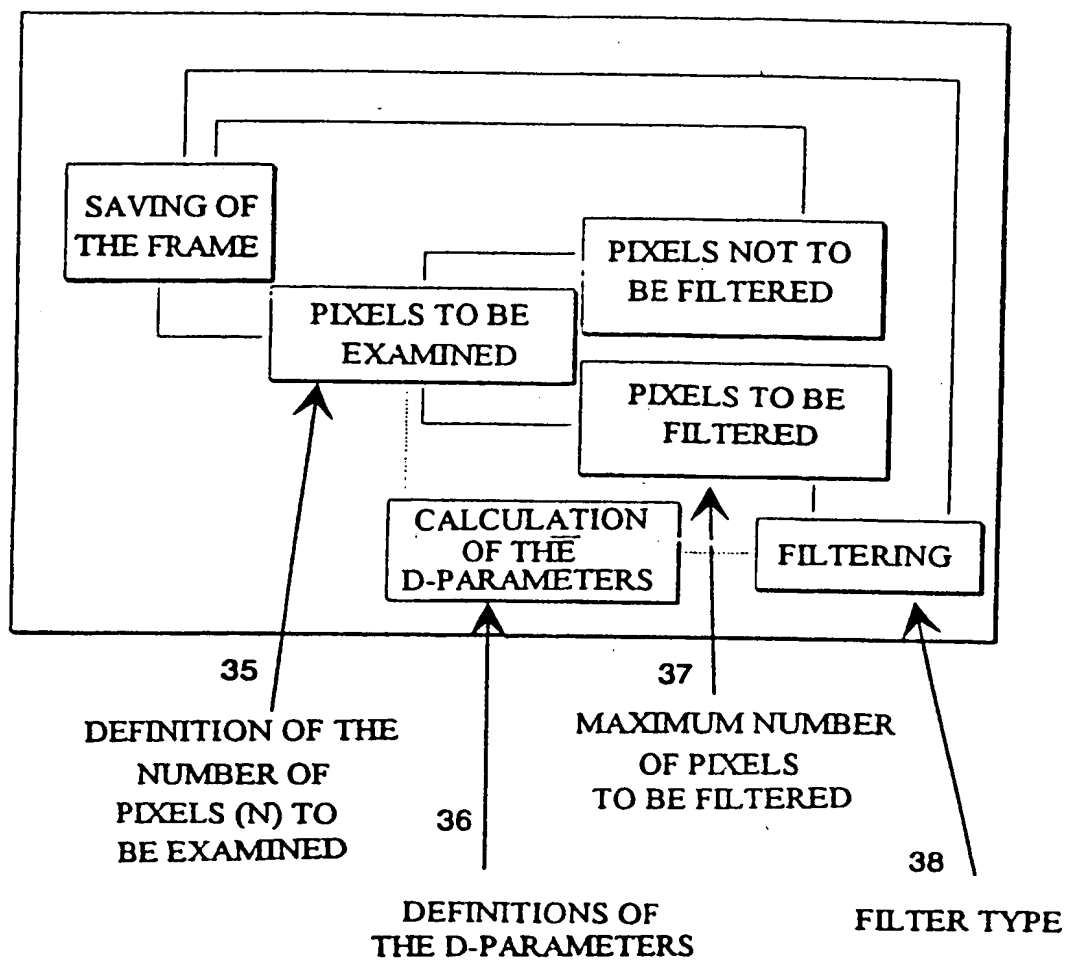 SAVING OF
THE FRAME
PIXELS NOT TO
BE FILTERED
PIXELS TO BE
EXAMINED
PIXELS TO BE
FILTERED
CALCULATION
OF THE
D-PARAMETERS
FILTERING
35
DEFINITION OF THE
NUMBER OF
PIXELS (N) TO
BE EXAMINED
36
DEFINITIONS OF
THE D-PARAMETERS
37
MAXIMUM NUMBER
OF PIXELS
TO BE FILTERED
38
FILTER TYPE